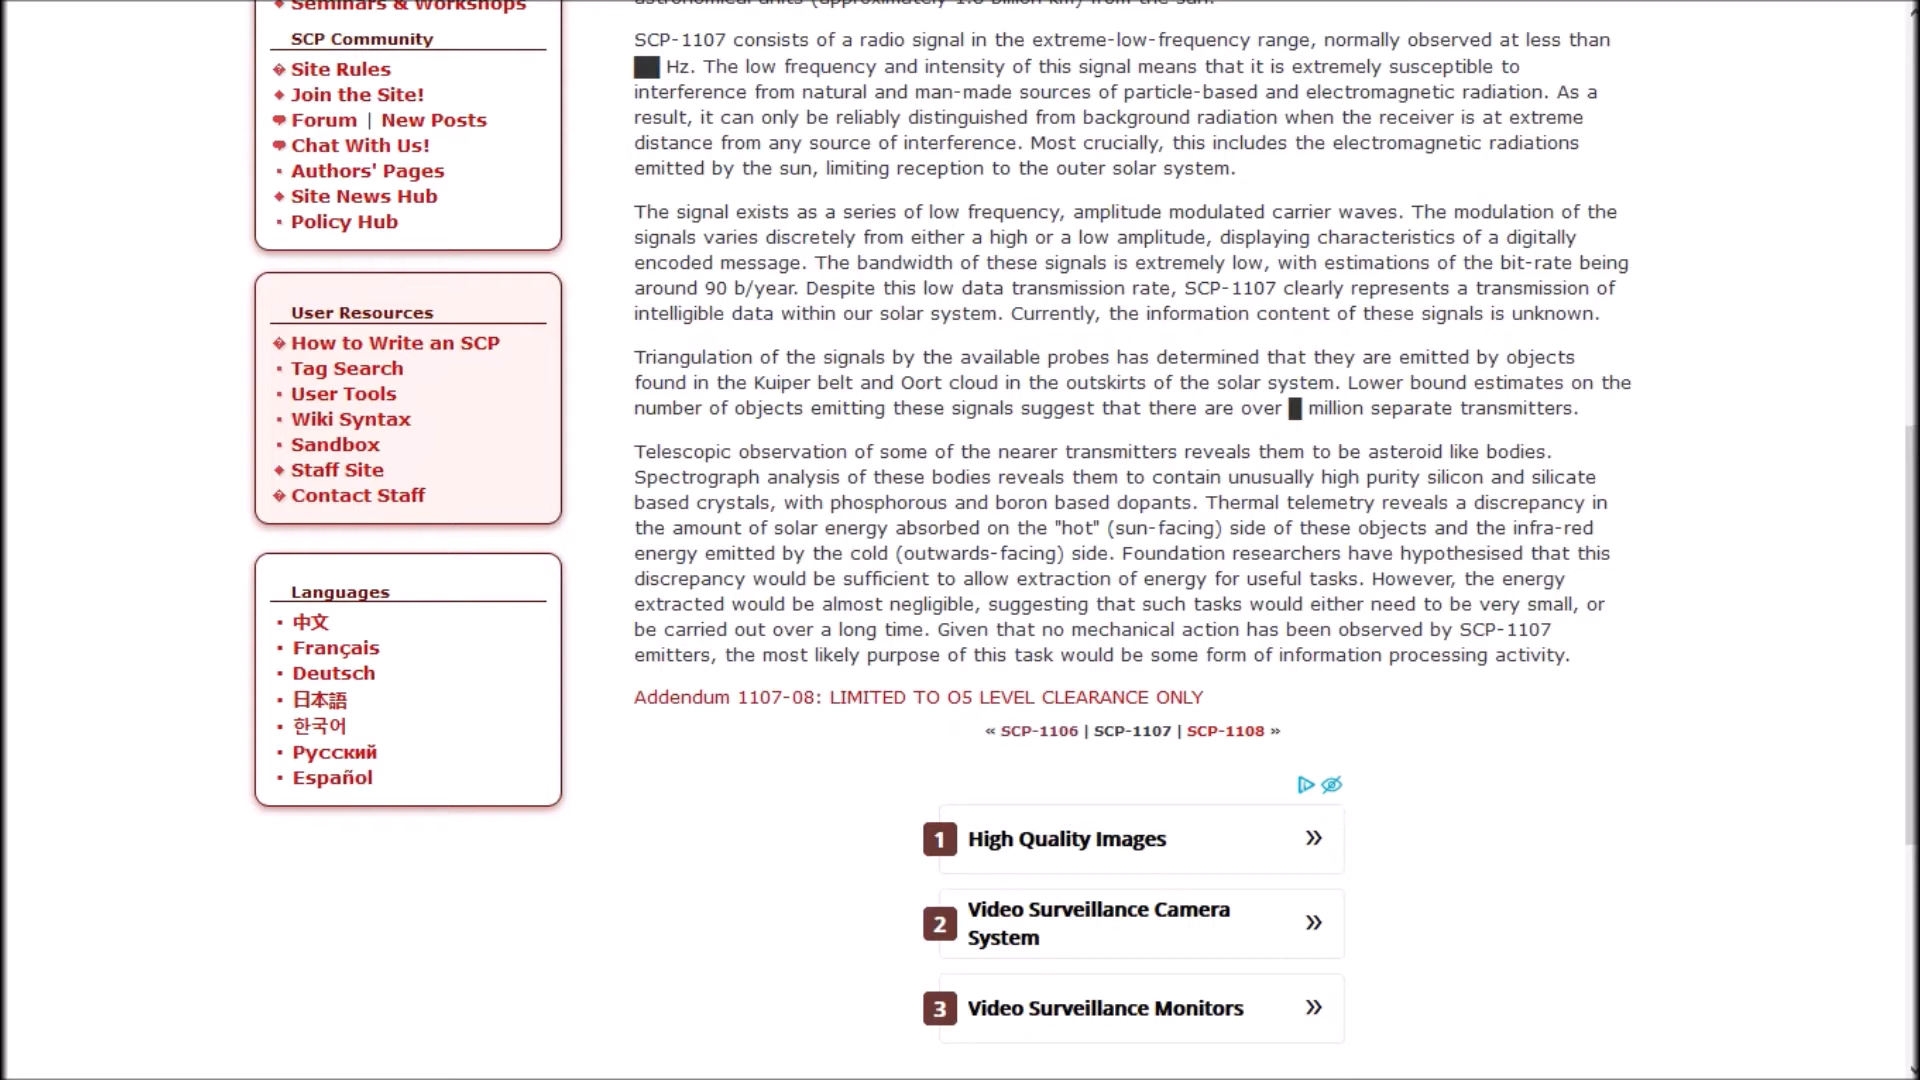 Seminars & Workshops
SCP Community
Site Rules
Join the Site!
Forum | New Posts
Chat With Us!
Authors' Pages
Site News Hub
Policy Hub
User Resources
How to Write an SCP
Tag Search
User Tools
Wiki Syntax
Sandbox
Staff Site
Contact Staff
Languages
中文
Français
Deutsch
日本語
한국어
Русский
Español
astronomical units (approximately 1.6 billion km) from the sun.
SCP-1107 consists of a radio signal in the extreme-low-frequency range, normally observed at less than
██ Hz. The low frequency and intensity of this signal means that it is extremely susceptible to
interference from natural and man-made sources of particle-based and electromagnetic radiation. As a
result, it can only be reliably distinguished from background radiation when the receiver is at extreme
distance from any source of interference. Most crucially, this includes the electromagnetic radiations
emitted by the sun, limiting reception to the outer solar system.
The signal exists as a series of low frequency, amplitude modulated carrier waves. The modulation of the
signals varies discretely from either a high or a low amplitude, displaying characteristics of a digitally
encoded message. The bandwidth of these signals is extremely low, with estimations of the bit-rate being
around 90 b/year. Despite this low data transmission rate, SCP-1107 clearly represents a transmission of
intelligible data within our solar system. Currently, the information content of these signals is unknown.
Triangulation of the signals by the available probes has determined that they are emitted by objects
found in the Kuiper belt and Oort cloud in the outskirts of the solar system. Lower bound estimates on the
number of objects emitting these signals suggest that there are over █ million separate transmitters.
Telescopic observation of some of the nearer transmitters reveals them to be asteroid like bodies.
Spectrograph analysis of these bodies reveals them to contain unusually high purity silicon and silicate
based crystals, with phosphorous and boron based dopants. Thermal telemetry reveals a discrepancy in
the amount of solar energy absorbed on the "hot" (sun-facing) side of these objects and the infra-red
energy emitted by the cold (outwards-facing) side. Foundation researchers have hypothesised that this
discrepancy would be sufficient to allow extraction of energy for useful tasks. However, the energy
extracted would be almost negligible, suggesting that such tasks would either need to be very small, or
be carried out over a long time. Given that no mechanical action has been observed by SCP-1107
emitters, the most likely purpose of this task would be some form of information processing activity.
Addendum 1107-08: LIMITED TO O5 LEVEL CLEARANCE ONLY
« SCP-1106 | SCP-1107 | SCP-1108 »
1 High Quality Images »
2 Video Surveillance Camera
System »
3 Video Surveillance Monitors »